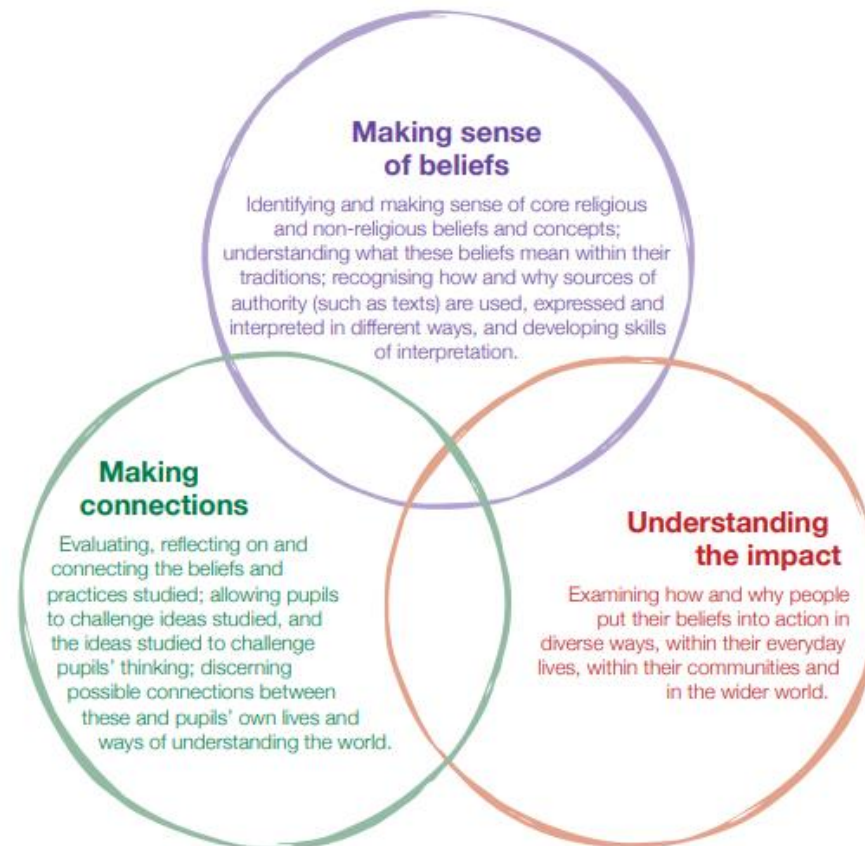 Making sense
of beliefs
Identifying and making sense of core religious
and non-religious beliefs and concepts;
understanding what these beliefs mean within their
traditions; recognising how and why sources of
authority (such as texts) are used, expressed and
interpreted in different ways, and developing skills
of interpretation.
Making
connections
Evaluating, reflecting on and
connecting the beliefs and
practices studied; allowing pupils
to challenge ideas studied, and
the ideas studied to challenge
pupils' thinking; discerning
possible connections between
these and pupils' own lives and
ways of understanding the world.
Understanding
the impact
Examining how and why people
put their beliefs into action in
diverse ways, within their everyday
lives, within their communities and
in the wider world.